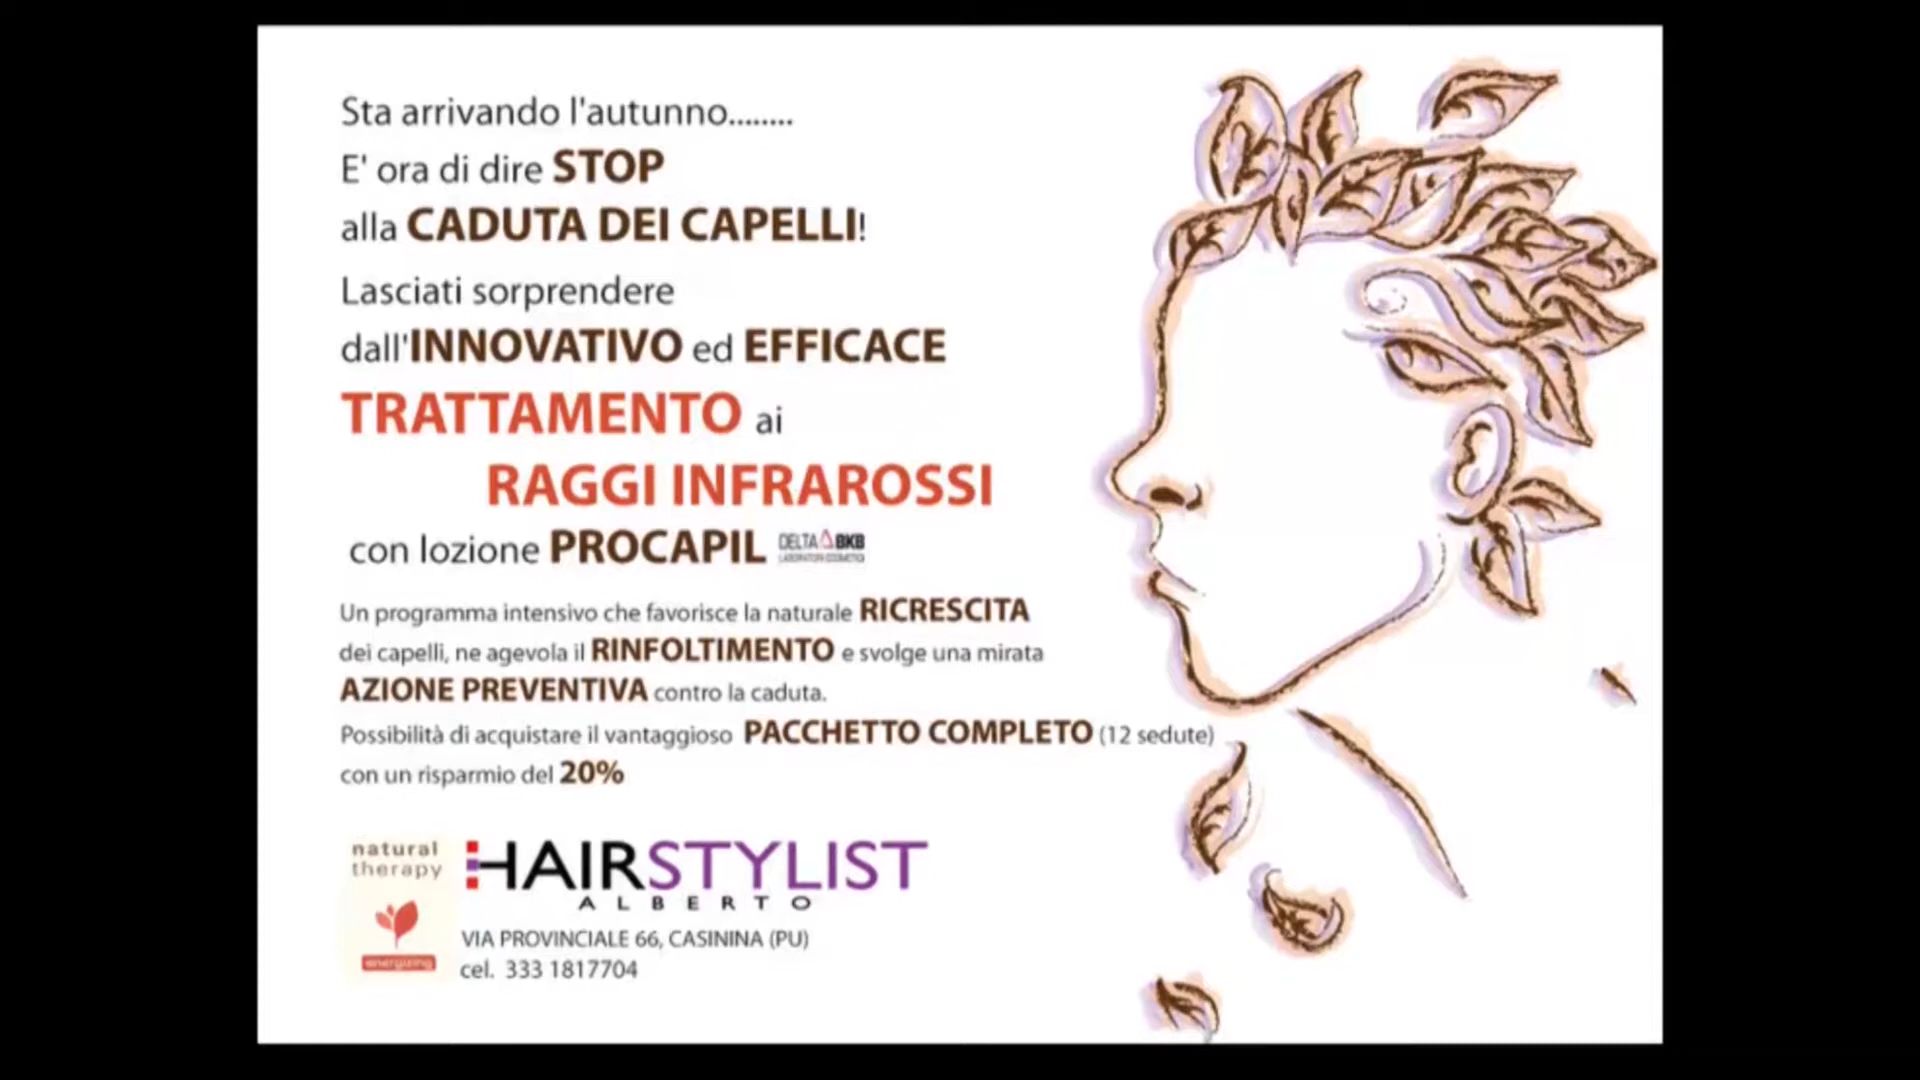 Sta arrivando l'autunno........
E' ora di dire STOP
alla CADUTA DEI CAPELLI!
Lasciati sorprendere
dall'INNOVATIVO ed EFFICACE
TRATTAMENTO ai
RAGGI INFRAROSSI
con lozione PROCAPIL DELTA BKB
LABORATORI COSMETICI
Un programma intensivo che favorisce la naturale RICRESCITA
dei capelli, ne agevola il RINFOLTIMENTO e svolge una mirata
AZIONE PREVENTIVA contro la caduta.
Possibilità di acquistare il vantaggioso PACCHETTO COMPLETO (12 sedute)
con un risparmio del 20%
natural
therapy
energizing
HAIRSTYLIST
ALBERTO
VIA PROVINCIALE 66, CASININA (PU)
cel. 333 1817704